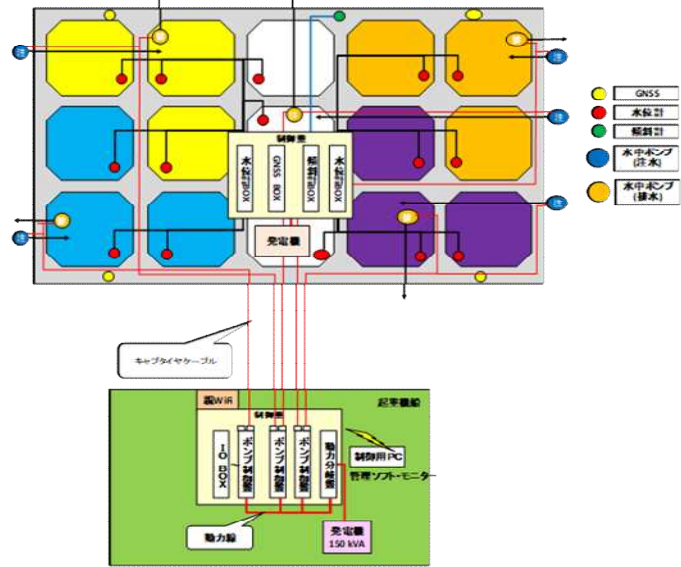 注
注
GNSS
水位計
傾斜計
水中ポンプ
(注水)
水中ポンプ
(排水)
注
制御室
水位計BOX
GNSS BOX
傾斜計BOX
水位計BOX
注
注
発電機
キャブタイヤケーブル
親WiFi
起重機船
制御室
IO BOX
ポンプ制御盤
ポンプ制御盤
ポンプ制御盤
動力分岐盤
制御用PC
管理ソフト・モニター
動力線
発電機
150 kVA